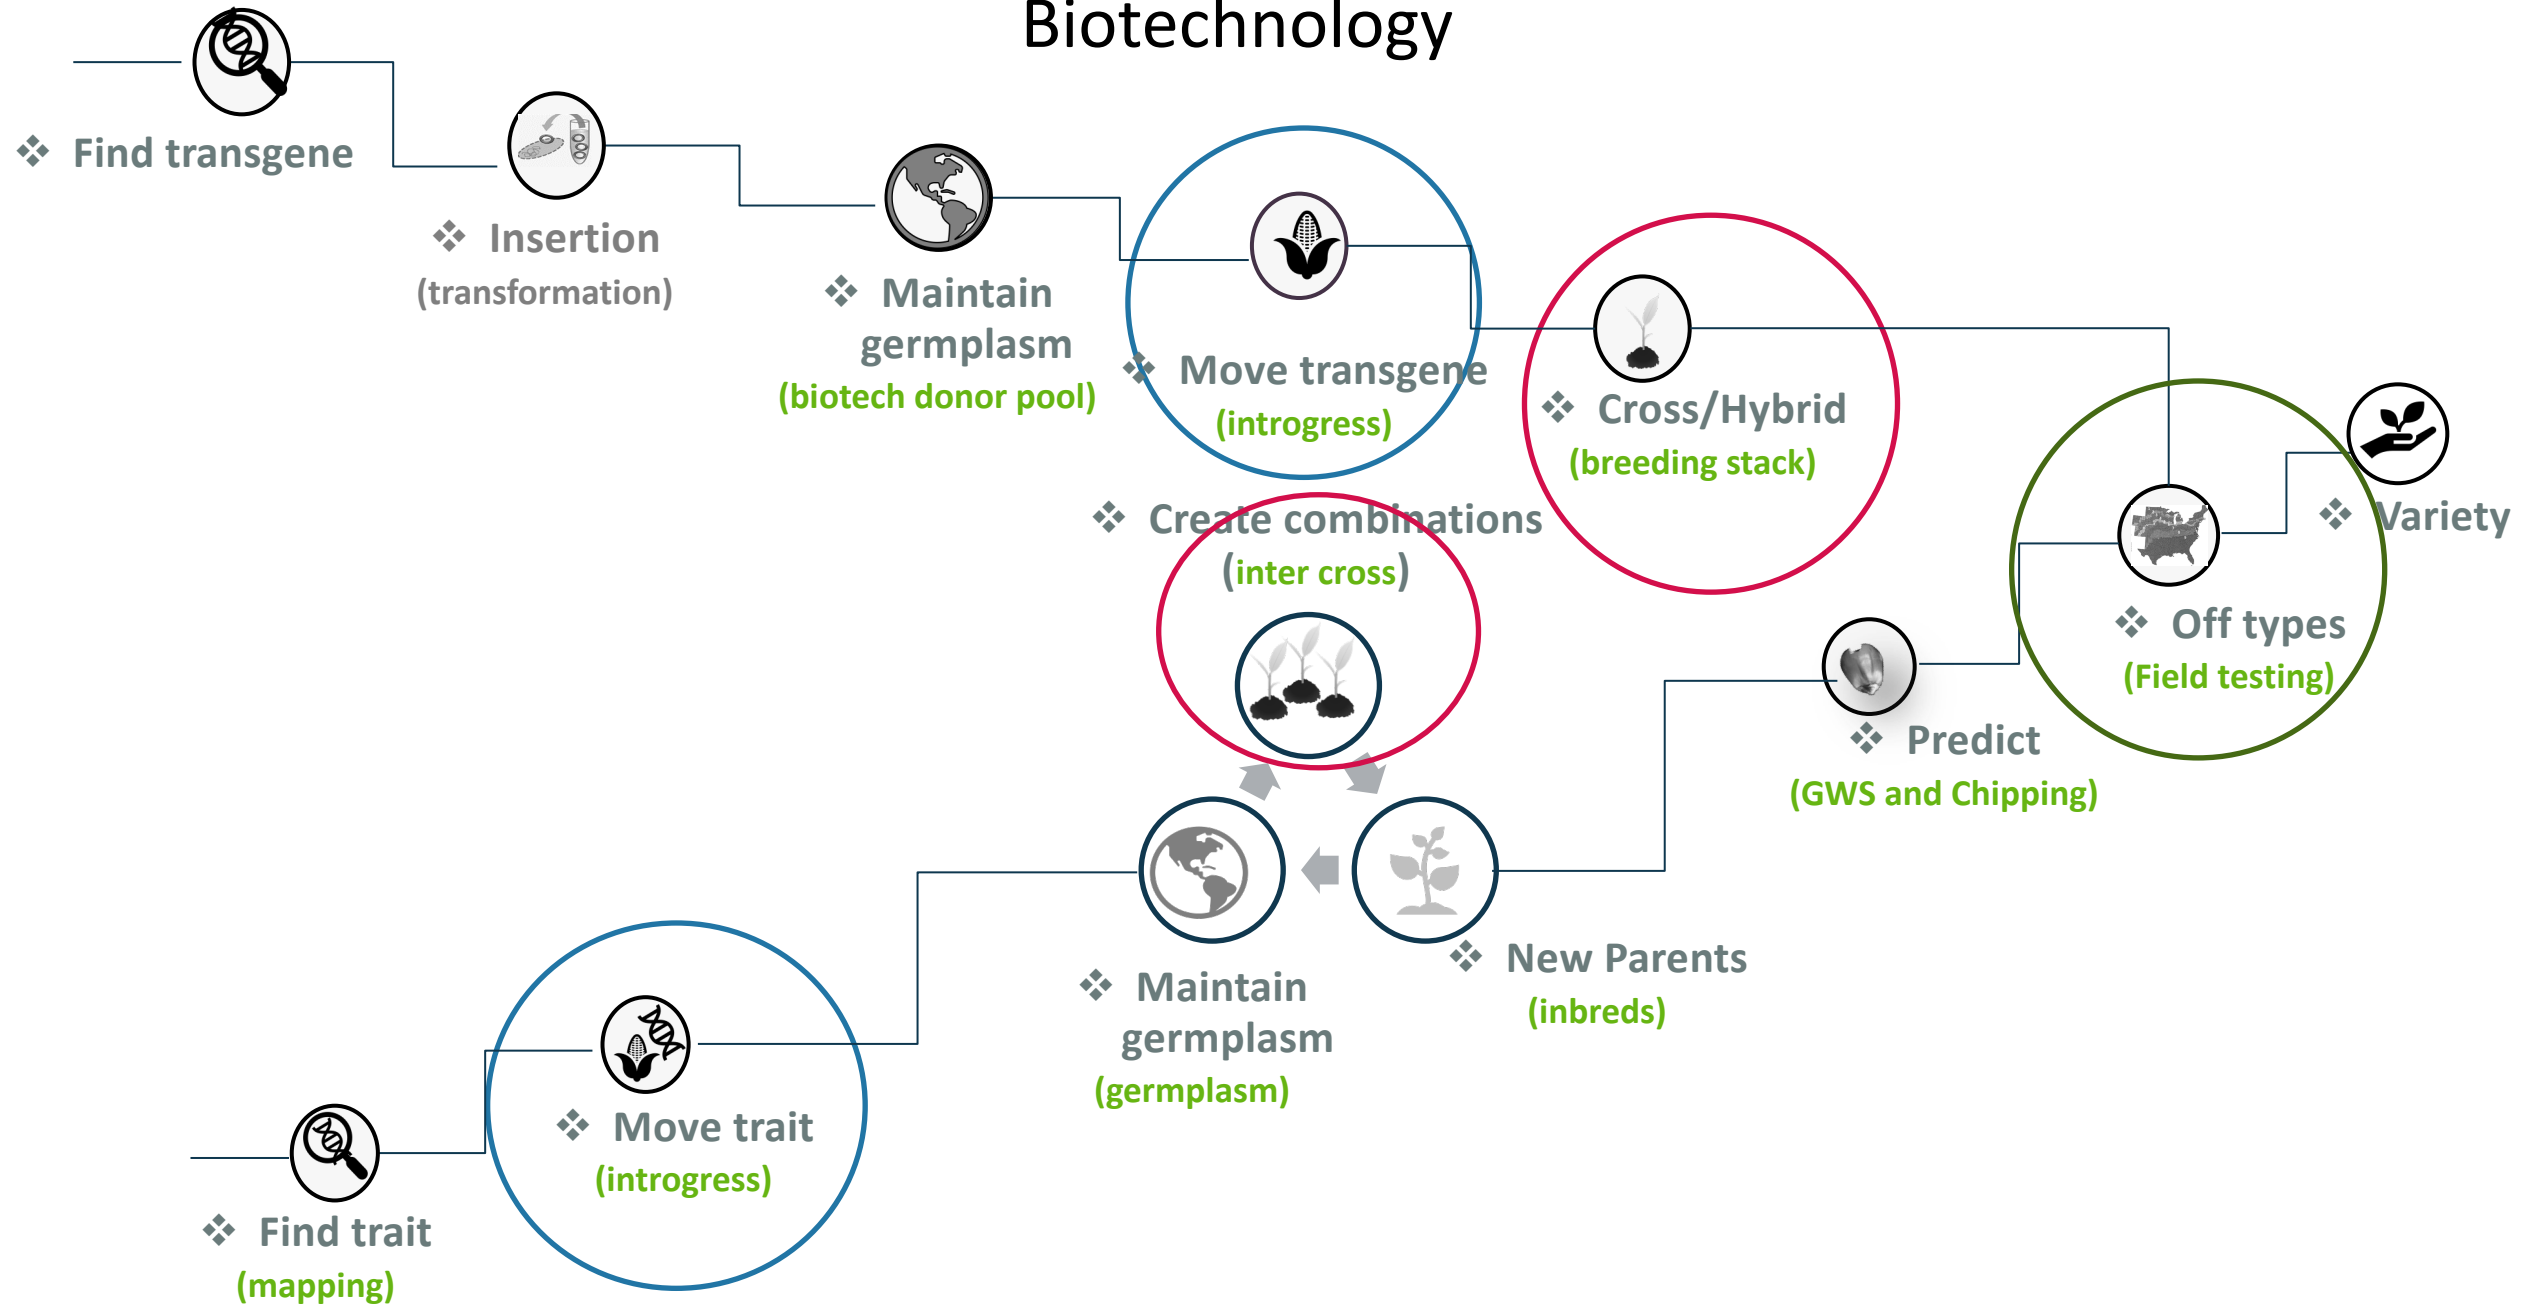 Biotechnology
❖ Find transgene
❖ Insertion
(transformation)
❖ Maintain
germplasm
(biotech donor pool)
❖ Move transgene
(introgress)
❖ Cross/Hybrid
(breeding stack)
❖ Create combinations
(inter cross)
❖ Variety
❖ Off types
(Field testing)
❖ Predict
(GWS and Chipping)
❖ New Parents
(inbreds)
❖ Maintain
germplasm
(germplasm)
❖ Move trait
(introgress)
❖ Find trait
(mapping)